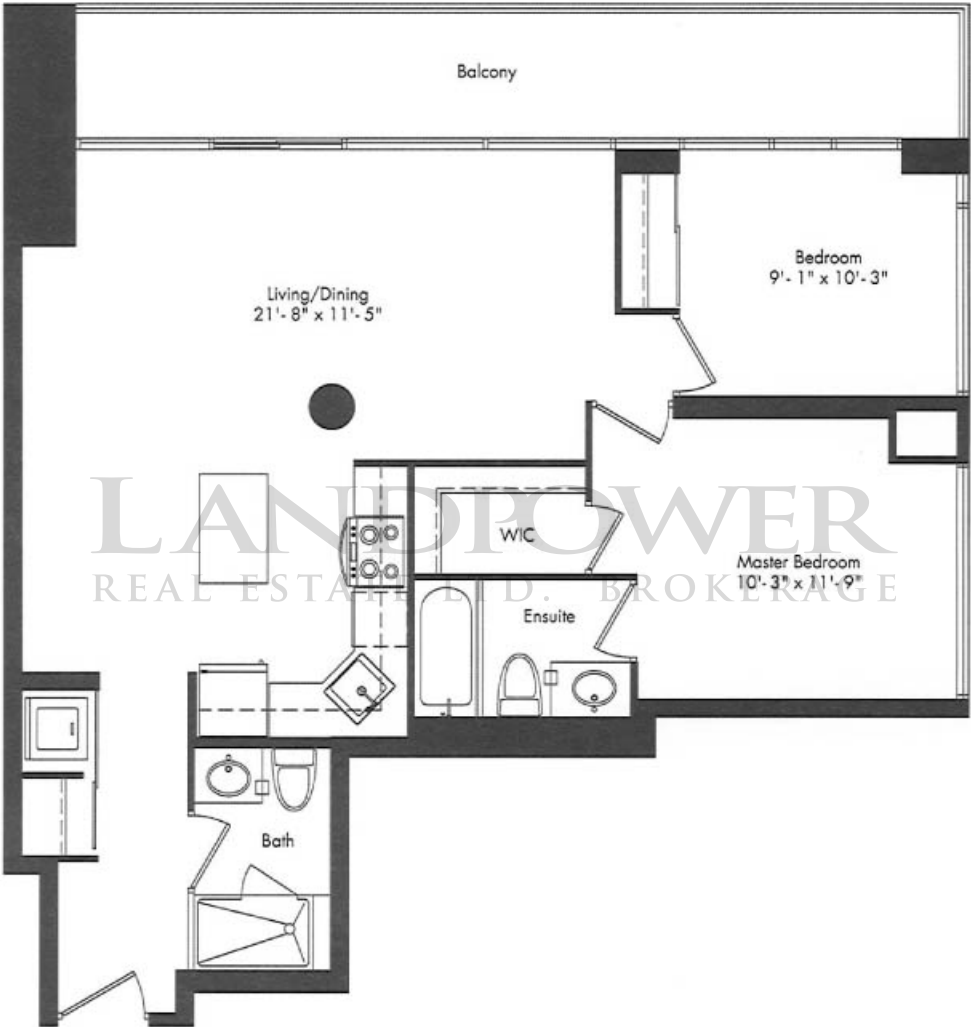 Balcony
Bedroom
9'- 1" x 10'- 3"
Living/Dining
21'- 8" x 11'- 5"
LANDPOWER
WIC
Master Bedroom
10'- 3" x 11'- 9"
REAL ESTATE LTD. BROKERAGE
Ensuite
Bath